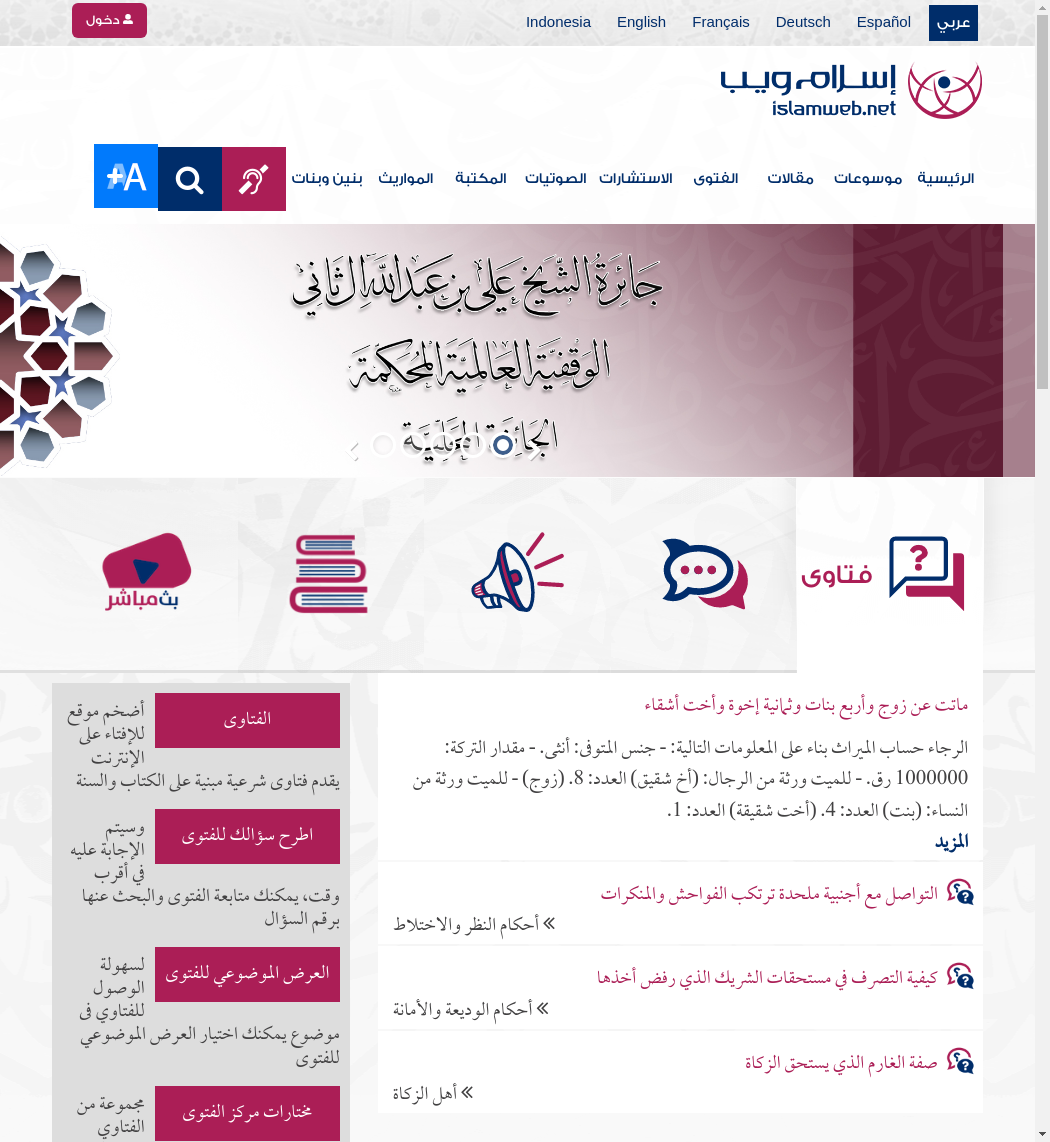 عربي
Español
Deutsch
Français
English
Indonesia
دخول
إسلام ويب
islamweb.net
الرئيسية
موسوعات
مقالات
الفتوى
الاستشارات
الصوتيات
المكتبة
المواريث
بنين وبنات
+A
جائزة الشيخ علي بن عبدالله الثاني
الوقفية العالمية المحكمة
فتاوى
بث مباشر
ماتت عن زوج وأربع بنات وثمانية إخوة وأخت أشقاء
الرجاء حساب الميراث بناء على المعلومات التالية: - جنس المتوفى: أنثى. - مقدار التركة:
1000000 رق. - للميت ورثة من الرجال: (أخ شقيق) العدد: 8. (زوج) - للميت ورثة من
النساء: (بنت) العدد: 4. (أخت شقيقة) العدد: 1.
المزيد
التواصل مع أجنبية ملحدة ترتكب الفواحش والمنكرات
أحكام النظر والاختلاط
كيفية التصرف في مستحقات الشريك الذي رفض أخذها
أحكام الوديعة والأمانة
صفة الغارم الذي يستحق الزكاة
أهل الزكاة
الفتاوى
أضخم موقع
للإفتاء على
الإنترنت
يقدم فتاوى شرعية مبنية على الكتاب والسنة
اطرح سؤالك للفتوى
وسيتم
الإجابة عليه
في أقرب
وقت، يمكنك متابعة الفتوى والبحث عنها
برقم السؤال
العرض الموضوعي للفتوى
لسهولة
الوصول
للفتاوي فى
موضوع يمكنك اختيار العرض الموضوعي
للفتوى
مختارات مركز الفتوى
مجموعة من
الفتاوي